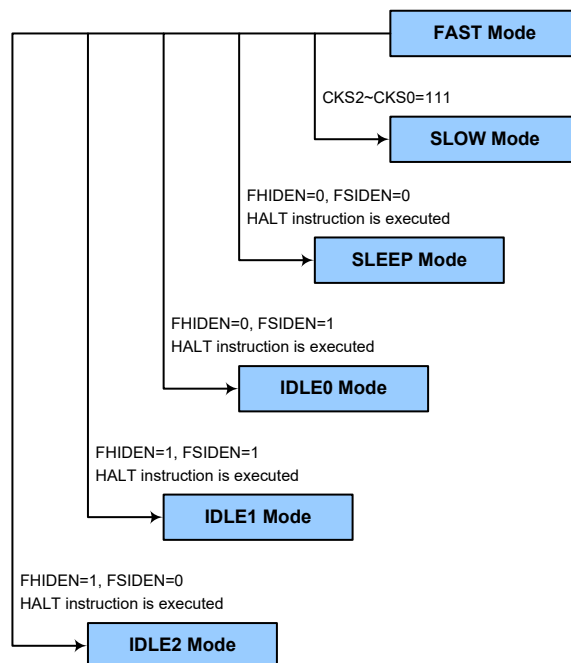 FAST Mode
CKS2~CKS0=111
SLOW Mode
FHIDEN=0, FSIDEN=0
HALT instruction is executed
SLEEP Mode
FHIDEN=0, FSIDEN=1
HALT instruction is executed
IDLE0 Mode
FHIDEN=1, FSIDEN=1
HALT instruction is executed
IDLE1 Mode
FHIDEN=1, FSIDEN=0
HALT instruction is executed
IDLE2 Mode